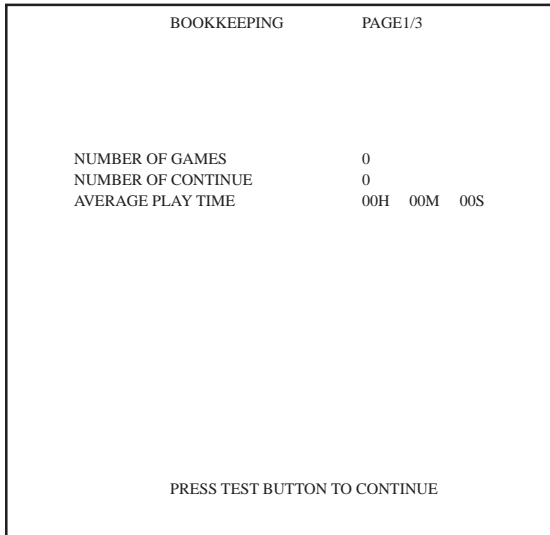 BOOKKEEPING PAGE1/3
NUMBER OF GAMES 0
NUMBER OF CONTINUE 0
AVERAGE PLAY TIME 00H 00M 00S
PRESS TEST BUTTON TO CONTINUE